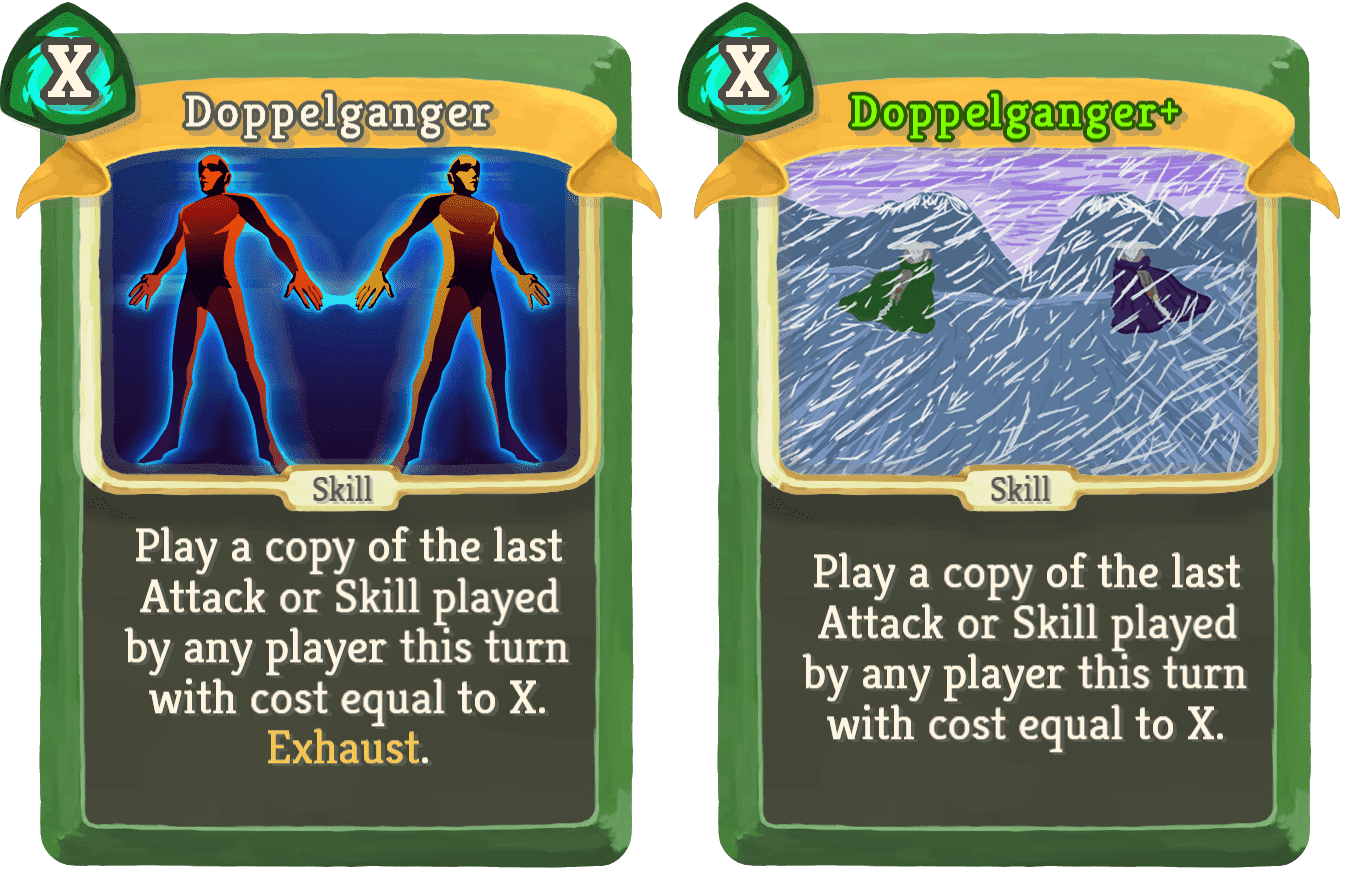 X
Doppelganger
Skill
Play a copy of the last
Attack or Skill played
by any player this turn
with cost equal to X.
Exhaust.
X
Doppelganger+
Skill
Play a copy of the last
Attack or Skill played
by any player this turn
with cost equal to X.